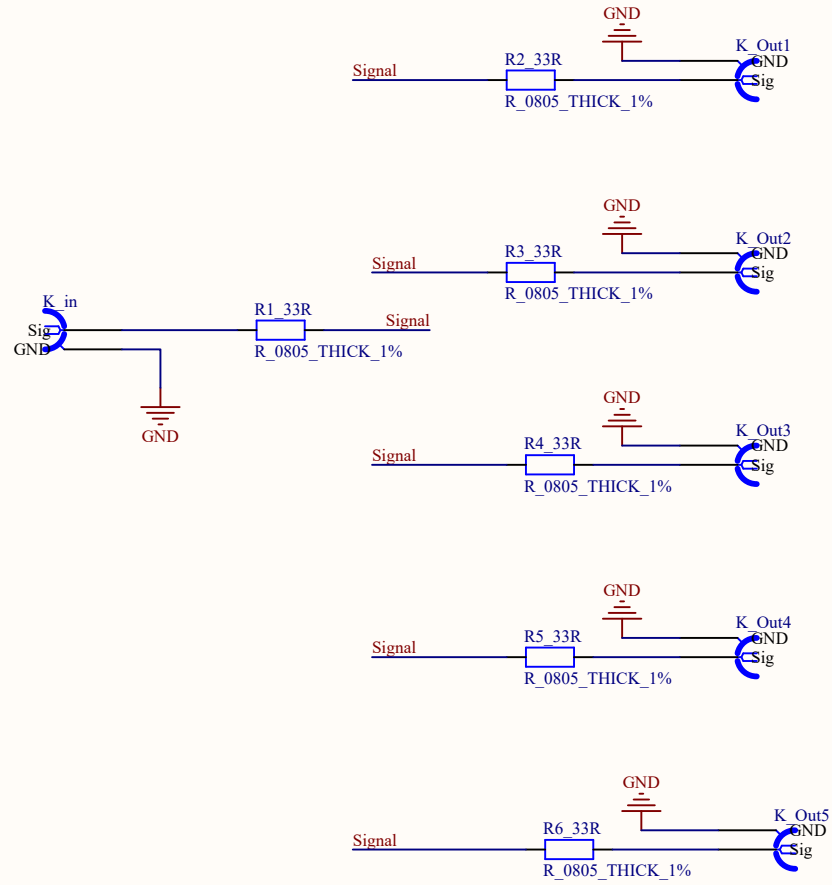 GND
K_Out1
GND
R2_33R
Signal
Sig
R_0805_THICK_1%
GND
K_Out2
GND
R3_33R
Signal
Sig
R_0805_THICK_1%
K_in
R1_33R
Signal
Sig
GND
R_0805_THICK_1%
GND
GND
K_Out3
GND
R4_33R
Signal
Sig
R_0805_THICK_1%
GND
K_Out4
GND
R5_33R
Signal
Sig
R_0805_THICK_1%
GND
K_Out5
GND
R6_33R
Signal
Sig
R_0805_THICK_1%